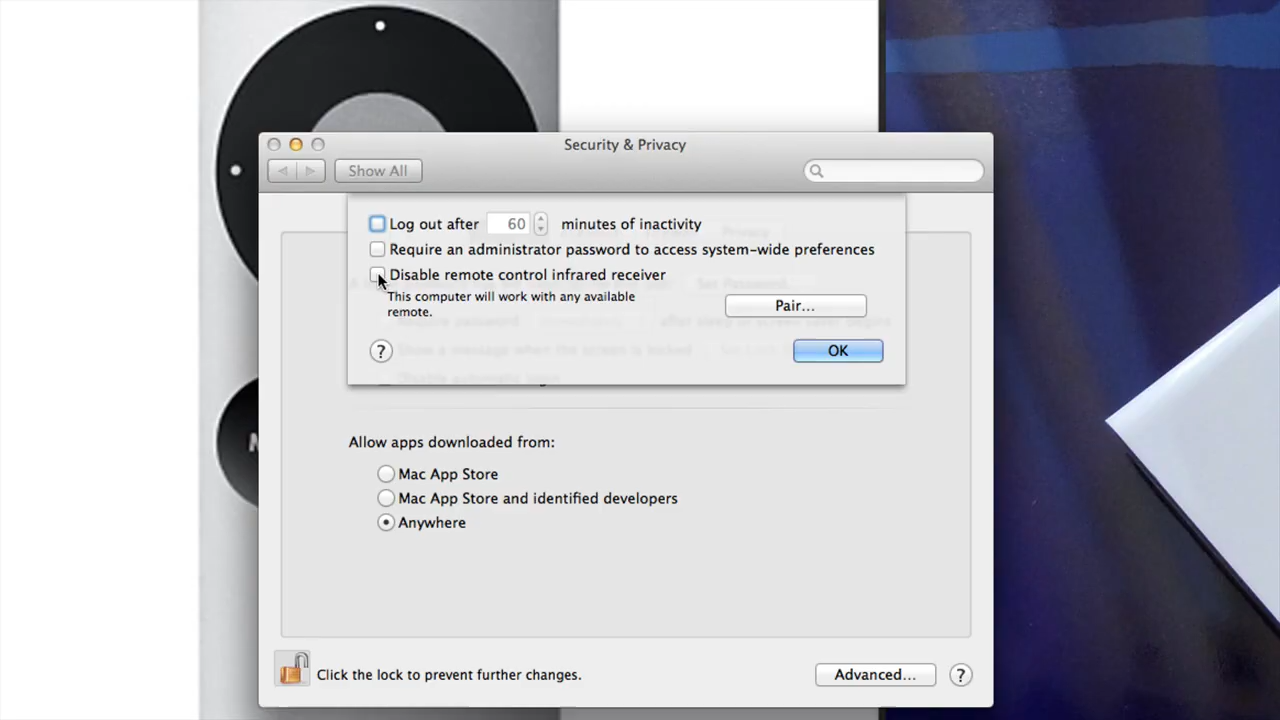 Security & Privacy
Show All
Log out after 60 minutes of inactivity
Privacy
Require an administrator password to access system-wide preferences
Disable remote control infrared receiver
This computer will work with any available
remote.
Pair...
OK
Allow apps downloaded from:
Mac App Store
Mac App Store and identified developers
Anywhere
Click the lock to prevent further changes.
Advanced...
?
?